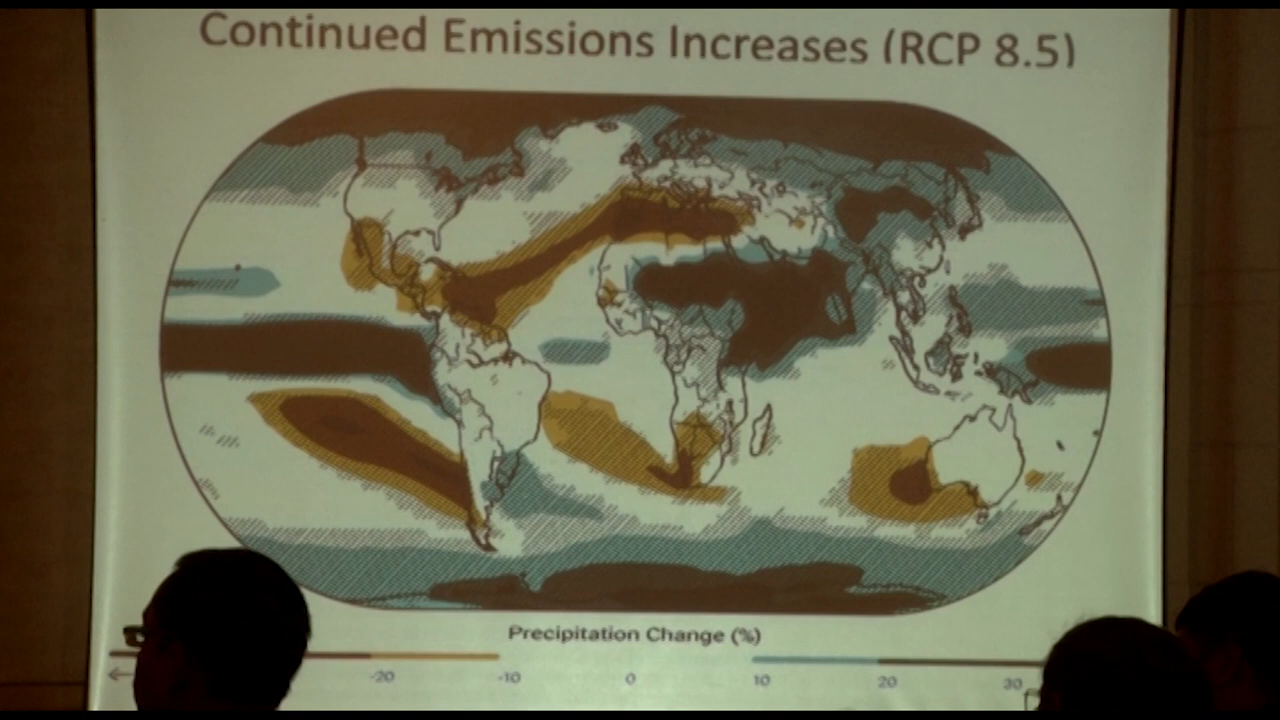 Continued Emissions Increases (RCP 8.5)
Precipitation Change (%)
-20 -10 0 10 20 30